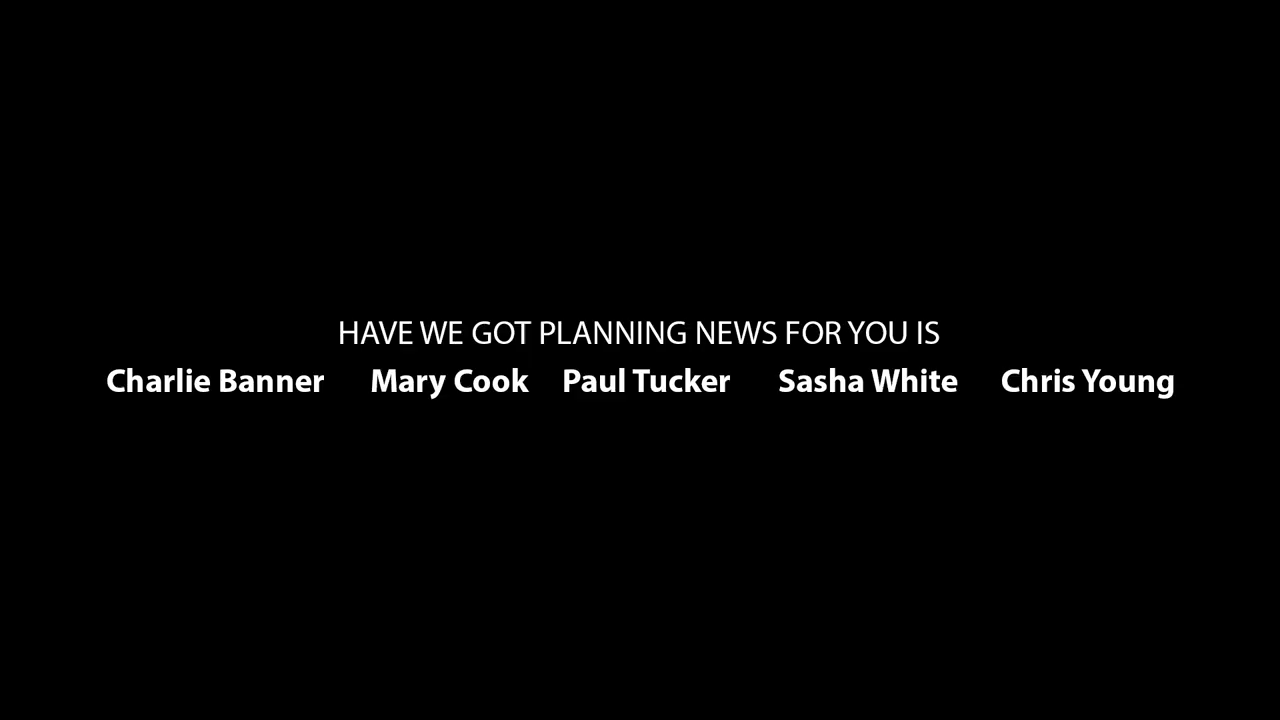 HAVE WE GOT PLANNING NEWS FOR YOU IS
Charlie Banner Mary Cook Paul Tucker Sasha White Chris Young